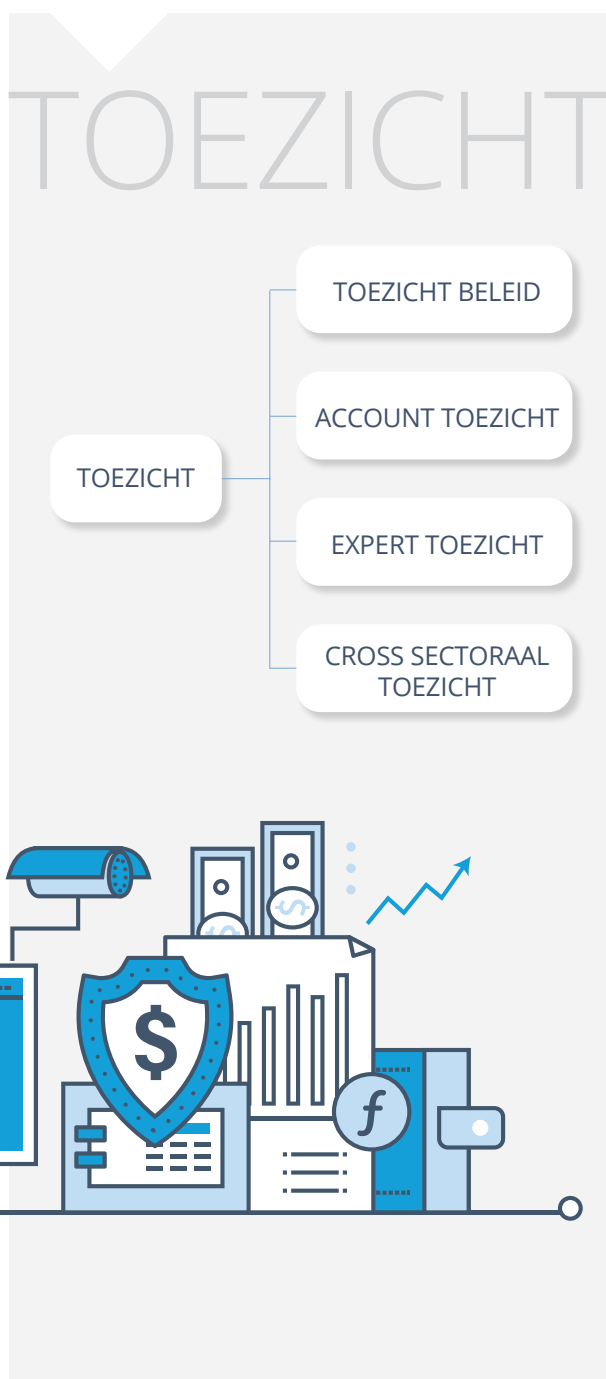 TOEZICHT
TOEZICHT BELEID
ACCOUNT TOEZICHT
TOEZICHT
EXPERT TOEZICHT
CROSS SECTORAAL
TOEZICHT
$
$
$
ƒ